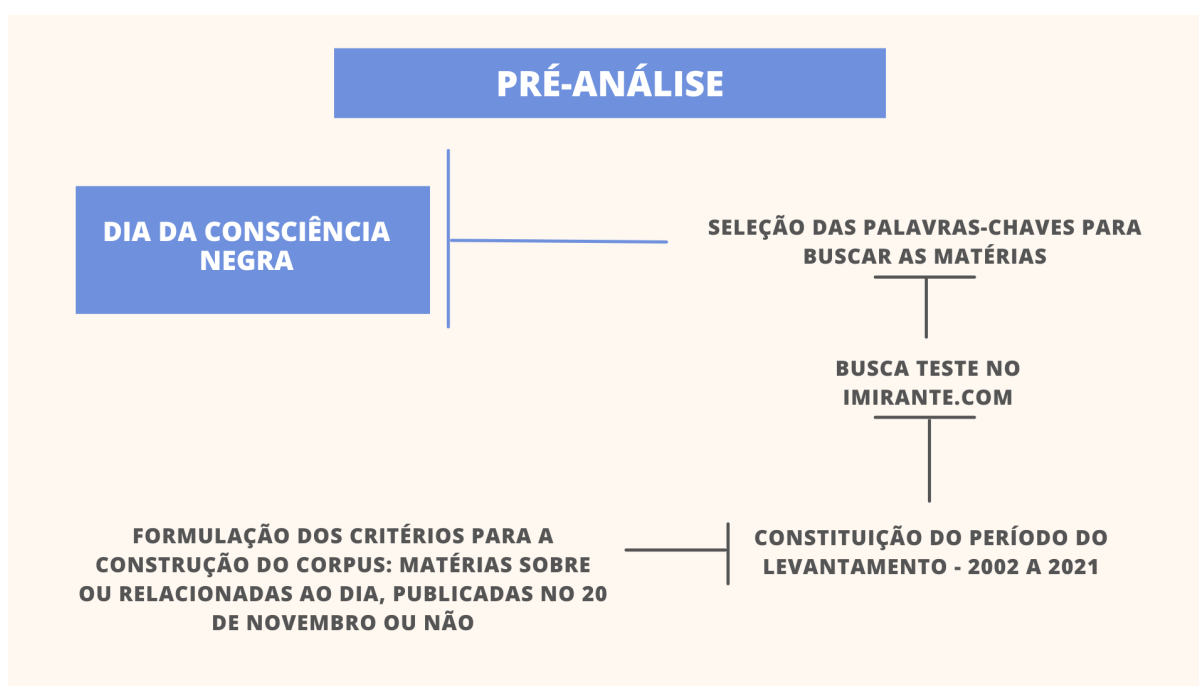 PRÉ-ANÁLISE
DIA DA CONSCIÊNCIA
NEGRA
SELEÇÃO DAS PALAVRAS-CHAVES PARA
BUSCAR AS MATÉRIAS
BUSCA TESTE NO
IMIRANTE.COM
CONSTITUIÇÃO DO PERÍODO DO
LEVANTAMENTO - 2002 A 2021
FORMULAÇÃO DOS CRITÉRIOS PARA A
CONSTRUÇÃO DO CORPUS: MATÉRIAS SOBRE
OU RELACIONADAS AO DIA, PUBLICADAS NO 20
DE NOVEMBRO OU NÃO